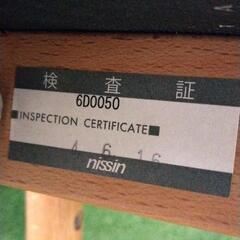 検査証
6D0050
INSPECTION CERTIFICATE
4 6 16
nissin